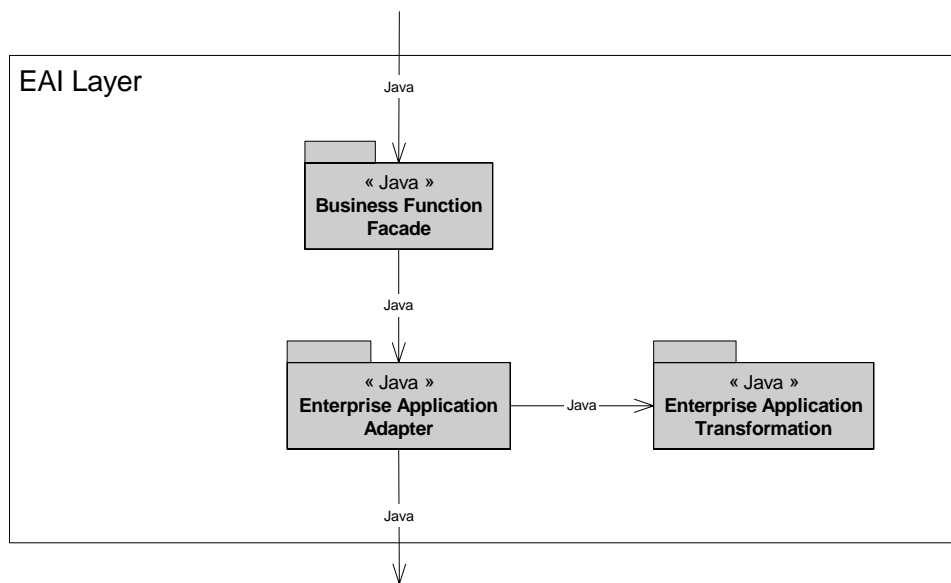 EAI Layer
Java
« Java »
Business Function
Facade
Java
« Java »
Enterprise Application
Adapter
Java
« Java »
Enterprise Application
Transformation
Java